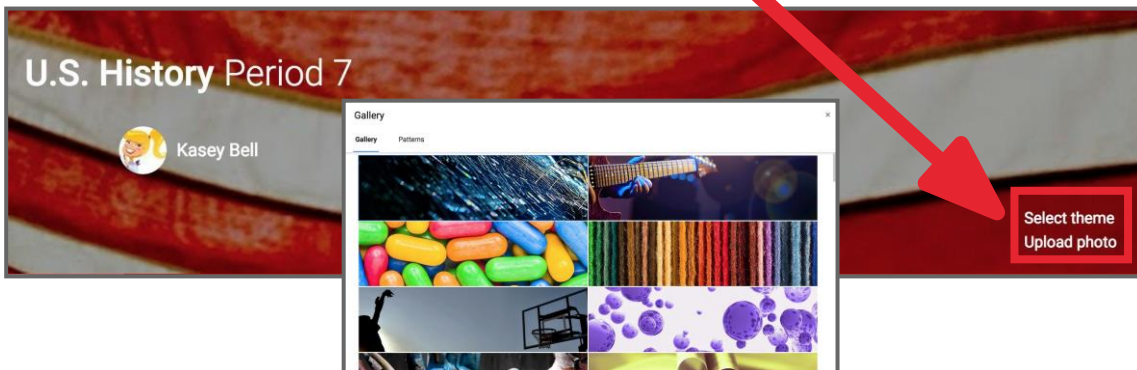 U.S. History Period 7
Kasey Bell
Gallery ×
Gallery Patterns
Select theme
Upload photo